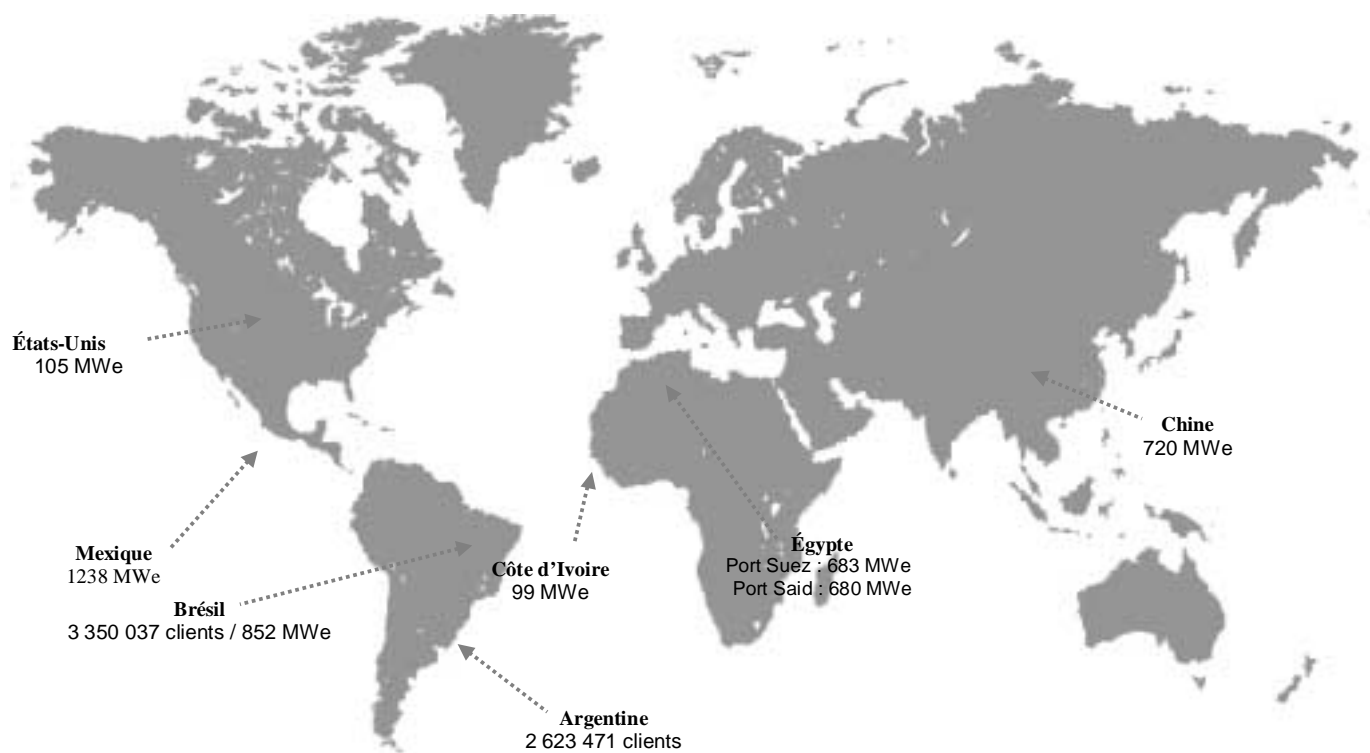 États-Unis
105 MWe
Chine
720 MWe
Mexique
1238 MWe
Égypte
Port Suez : 683 MWe
Port Said : 680 MWe
Côte d'Ivoire
99 MWe
Brésil
3 350 037 clients / 852 MWe
Argentine
2 623 471 clients